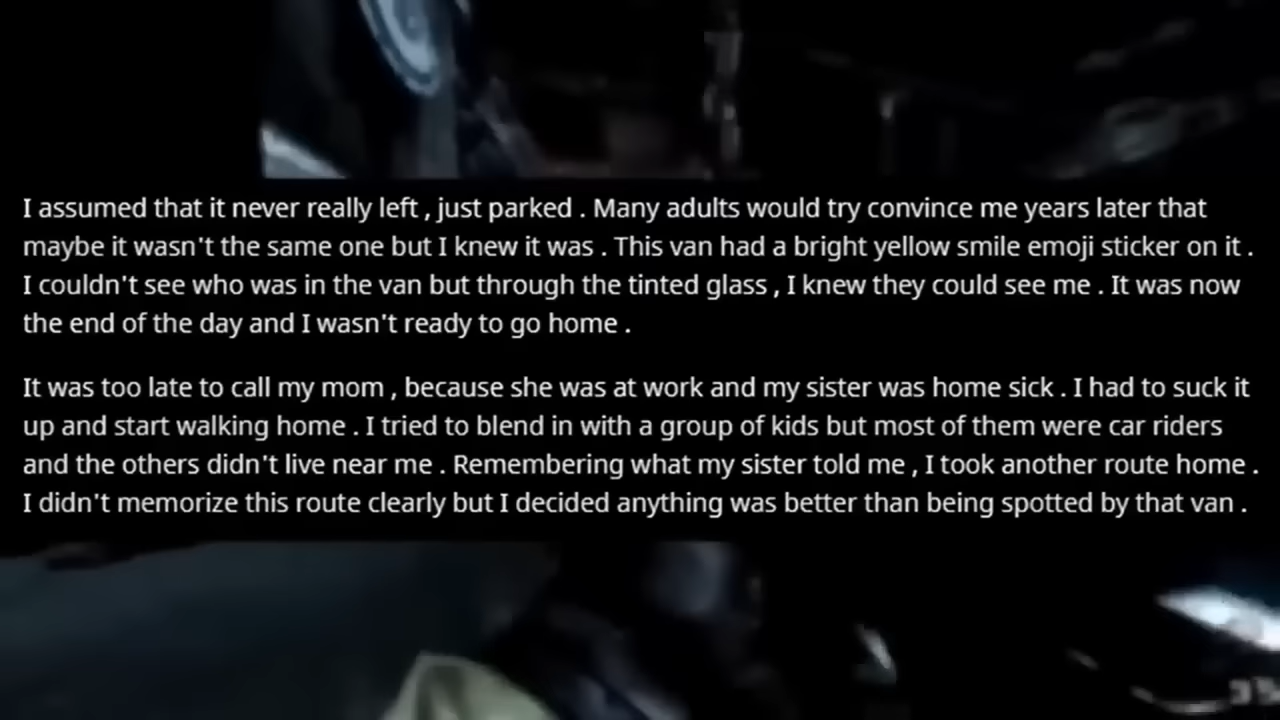 I assumed that it never really left , just parked . Many adults would try convince me years later that
maybe it wasn't the same one but I knew it was . This van had a bright yellow smile emoji sticker on it .
I couldn't see who was in the van but through the tinted glass , I knew they could see me . It was now
the end of the day and I wasn't ready to go home .
It was too late to call my mom , because she was at work and my sister was home sick . I had to suck it
up and start walking home . I tried to blend in with a group of kids but most of them were car riders
and the others didn't live near me . Remembering what my sister told me , I took another route home .
I didn't memorize this route clearly but I decided anything was better than being spotted by that van .